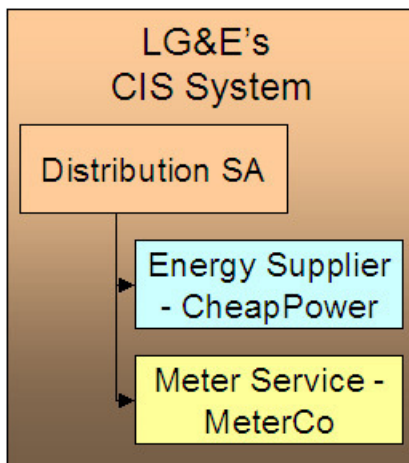 LG&E’s
CIS System
Distribution SA
Energy Supplier
- CheapPower
Meter Service -
MeterCo